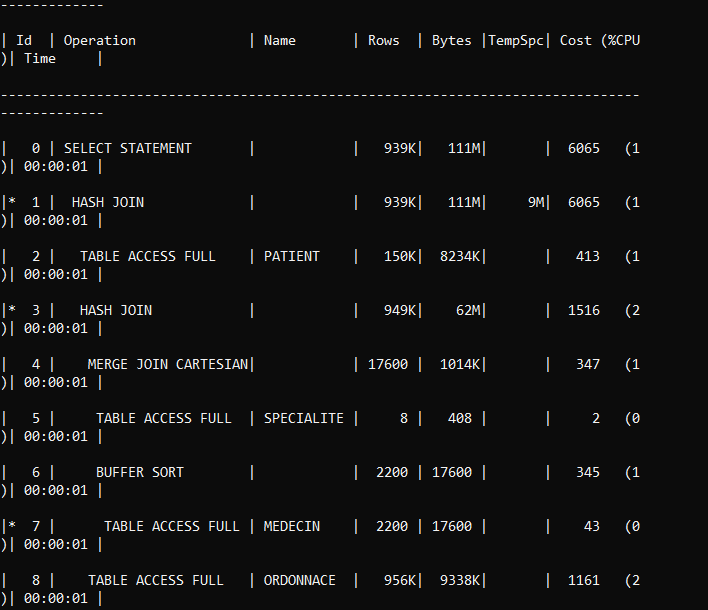 -------------
| Id  | Operation              | Name       | Rows  | Bytes |TempSpc| Cost (%CPU
)| Time     |
--------------------------------------------------------------------------------
-------------
|   0 | SELECT STATEMENT       |            |   939K|   111M|       |  6065   (1
)| 00:00:01 |
|*  1 |  HASH JOIN             |            |   939K|   111M|     9M|  6065   (1
)| 00:00:01 |
|   2 |   TABLE ACCESS FULL    | PATIENT    |   150K|  8234K|       |   413   (1
)| 00:00:01 |
|*  3 |   HASH JOIN            |            |   949K|    62M|       |  1516   (2
)| 00:00:01 |
|   4 |    MERGE JOIN CARTESIAN|            | 17600 |  1014K|       |   347   (1
)| 00:00:01 |
|   5 |     TABLE ACCESS FULL  | SPECIALITE |     8 |   408 |       |     2   (0
)| 00:00:01 |
|   6 |     BUFFER SORT        |            |  2200 | 17600 |       |   345   (1
)| 00:00:01 |
|*  7 |      TABLE ACCESS FULL | MEDECIN    |  2200 | 17600 |       |    43   (0
)| 00:00:01 |
|   8 |    TABLE ACCESS FULL   | ORDONNACE  |   956K|  9338K|       |  1161   (2
)| 00:00:01 |